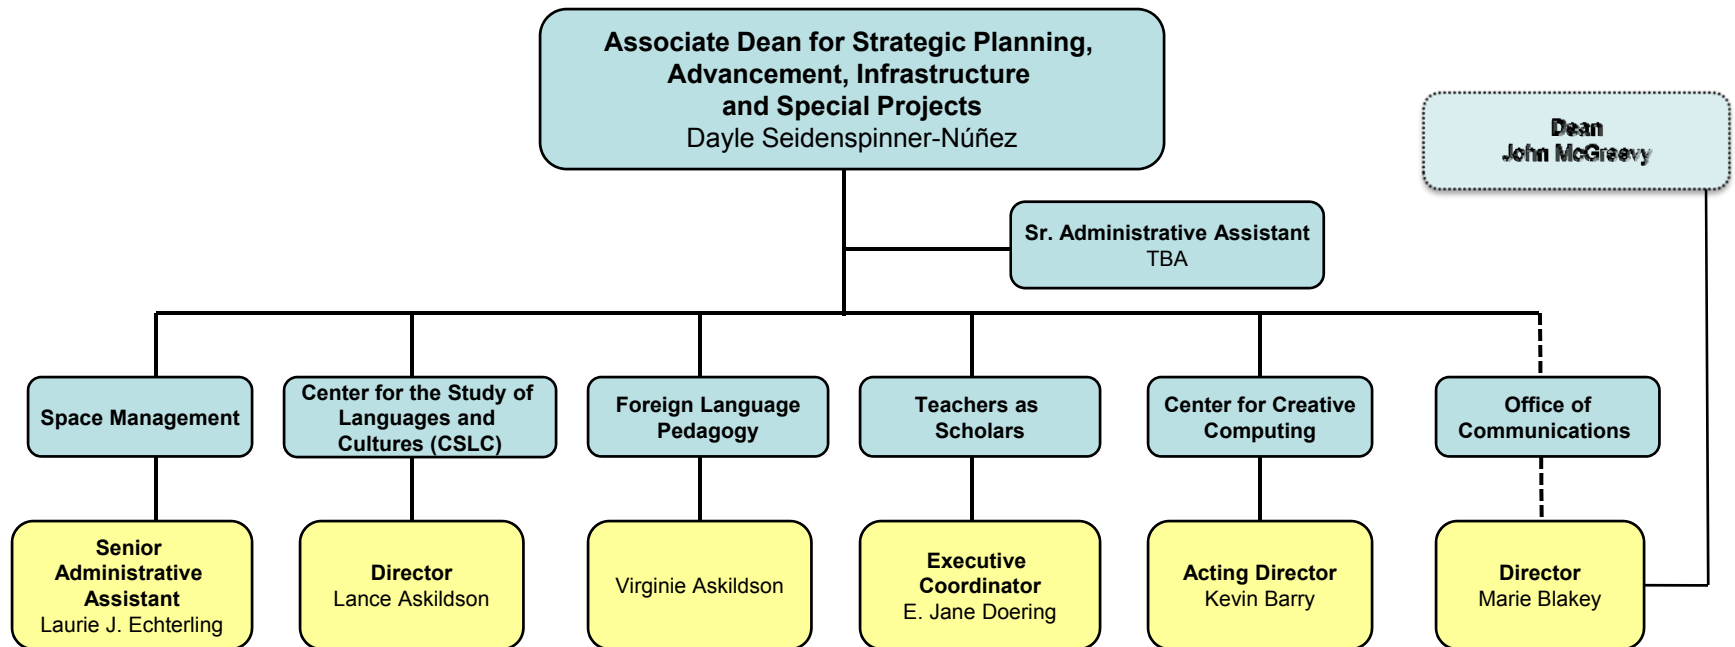 Associate Dean for Strategic Planning,
Advancement, Infrastructure
and Special Projects
Dayle Seidenspinner-Núñez
Dean
John McGreevy
Sr. Administrative Assistant
TBA
Space Management
Center for the Study of
Languages and
Cultures (CSLC)
Foreign Language
Pedagogy
Teachers as
Scholars
Center for Creative
Computing
Office of
Communications
Senior
Administrative
Assistant
Laurie J. Echterling
Director
Lance Askildson
Virginie Askildson
Executive
Coordinator
E. Jane Doering
Acting Director
Kevin Barry
Director
Marie Blakey